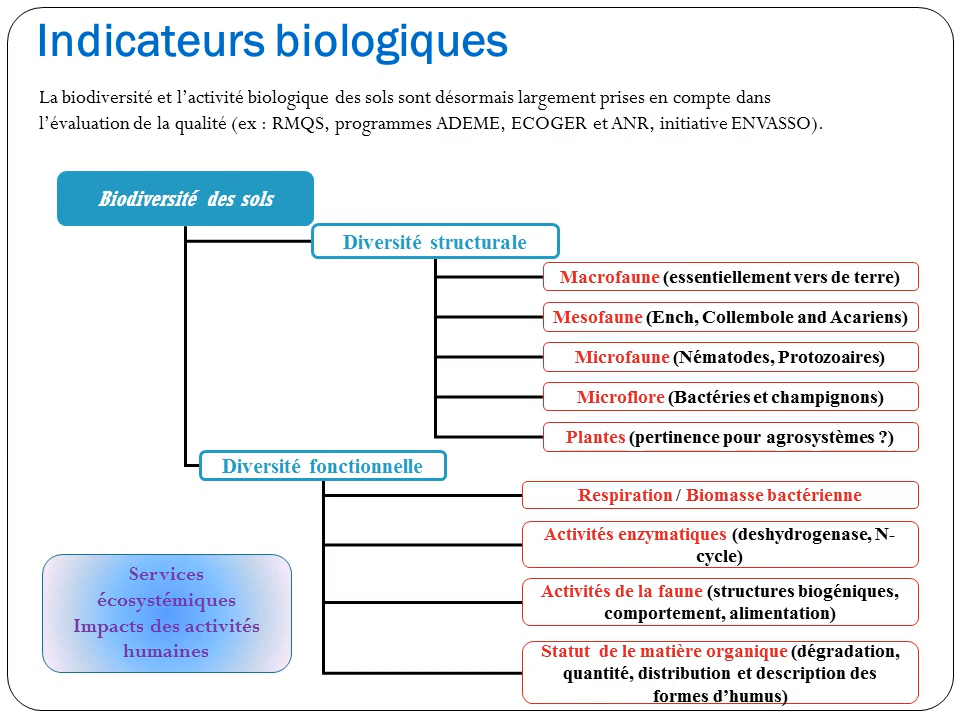 Indicateurs biologiques
La biodiversité et l’activité biologique des sols sont désormais largement prises en compte dans
l’évaluation de la qualité (ex : RMQS, programmes ADEME, ECOGER et ANR, initiative ENVASSO).
Biodiversité des sols
Diversité structurale
Macrofaune (essentiellement vers de terre)
Mesofaune (Ench, Collembole and Acariens)
Microfaune (Nématodes, Protozoaires)
Microflore (Bactéries et champignons)
Plantes (pertinence pour agrosystèmes ?)
Diversité fonctionnelle
Respiration / Biomasse bactérienne
Activités enzymatiques (deshydrogenase, N-
cycle)
Activités de la faune (structures biogéniques,
comportement, alimentation)
Statut de le matière organique (dégradation,
quantité, distribution et description des
formes d’humus)
Services
écosystémiques
Impacts des activités
humaines